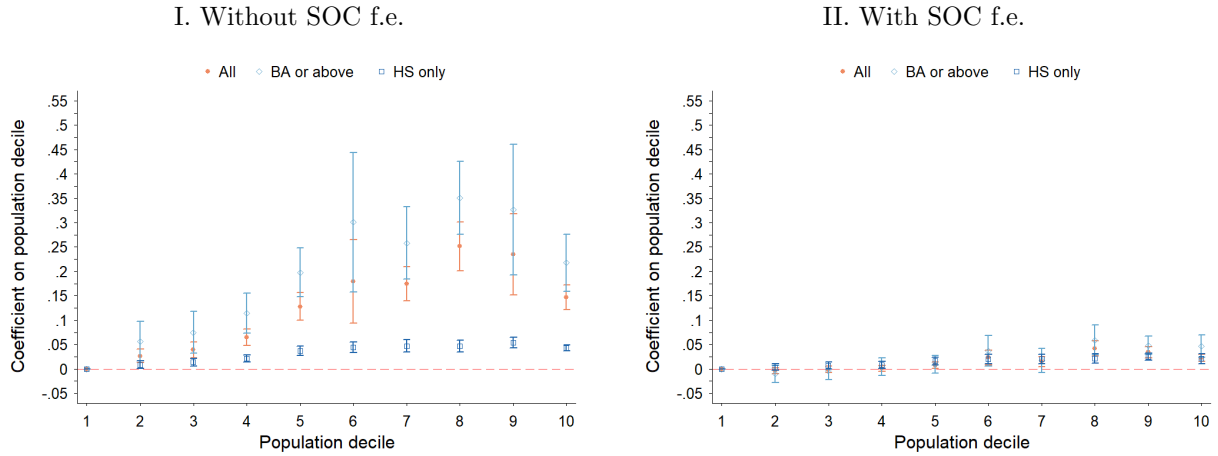 I. Without SOC f.e.
All BA or above HS only
Coefficient on population decile
.55
.5
.45
.4
.35
.3
.25
.2
.15
.1
.05
0
-.05
1 2 3 4 5 6 7 8 9 10
Population decile
II. With SOC f.e.
All BA or above HS only
Coefficient on population decile
.55
.5
.45
.4
.35
.3
.25
.2
.15
.1
.05
0
-.05
1 2 3 4 5 6 7 8 9 10
Population decile